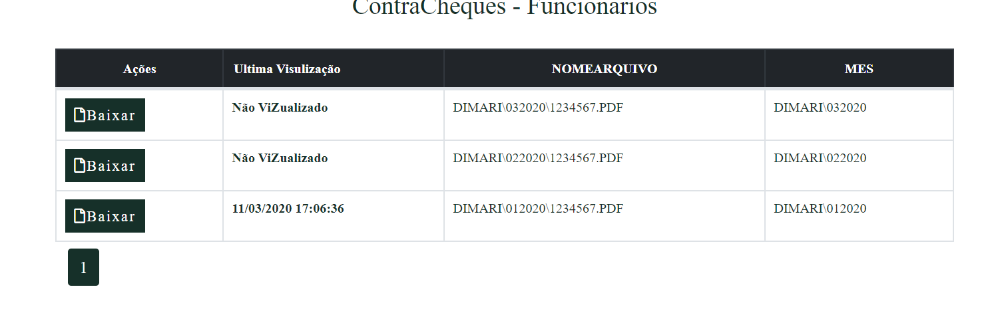 ContraCheques - Funcionarios
Ações Ultima Visulização NOMEARQUIVO MES
Baixar Não ViZualizado DIMARI\032020\1234567.PDF DIMARI\032020
Baixar Não ViZualizado DIMARI\022020\1234567.PDF DIMARI\022020
Baixar 11/03/2020 17:06:36 DIMARI\012020\1234567.PDF DIMARI\012020
1